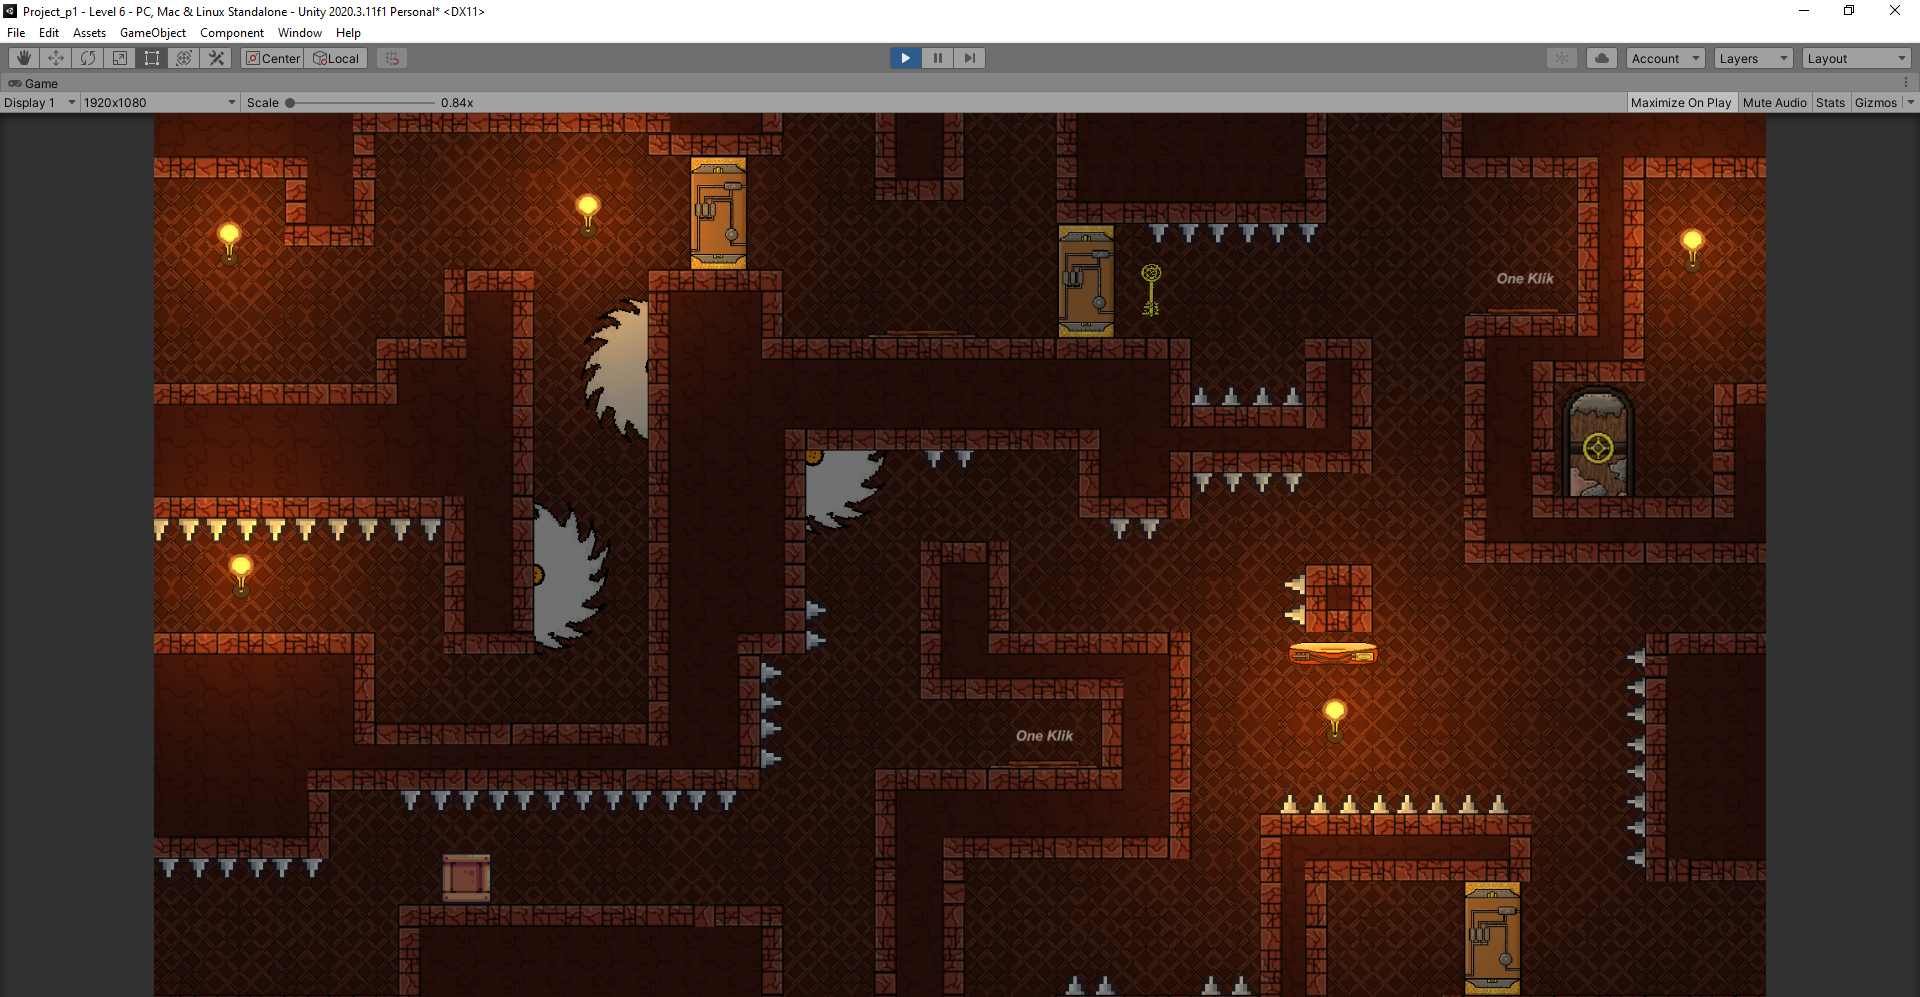 Project_p1 - Level 6 - PC, Mac & Linux Standalone - Unity 2020.3.11f1 Personal* <DX11>
File Edit Assets GameObject Component Window Help
Center Local Account Layers Layout
Game
Display 1 1920x1080 Scale 0.84x Maximize On Play Mute Audio Stats Gizmos
One Klik
One Klik